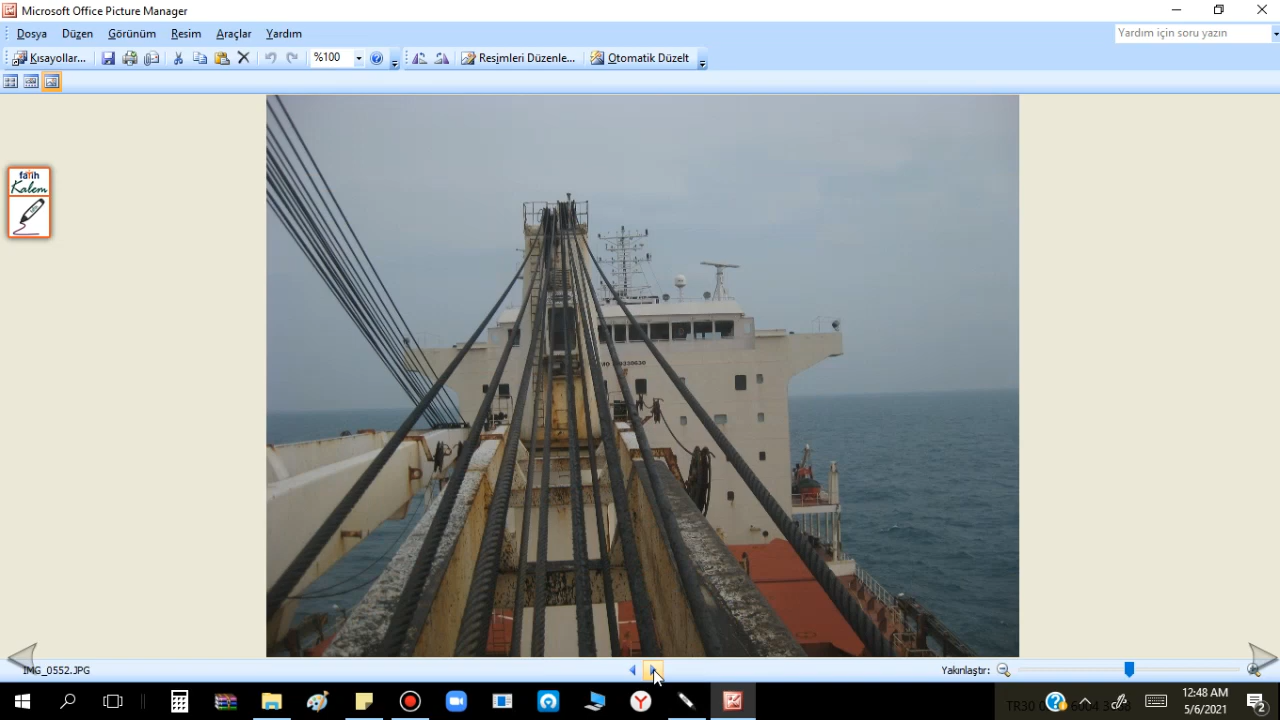 Microsoft Office Picture Manager
Dosya Düzen Görünüm Resim Araçlar Yardım
Yardım için soru yazın
Kısayollar... %100 Resimleri Düzenle... Otomatik Düzelt
fatih
Kalem
IMG_0552.JPG
Yakınlaştır:
12:48 AM
5/6/2021
2